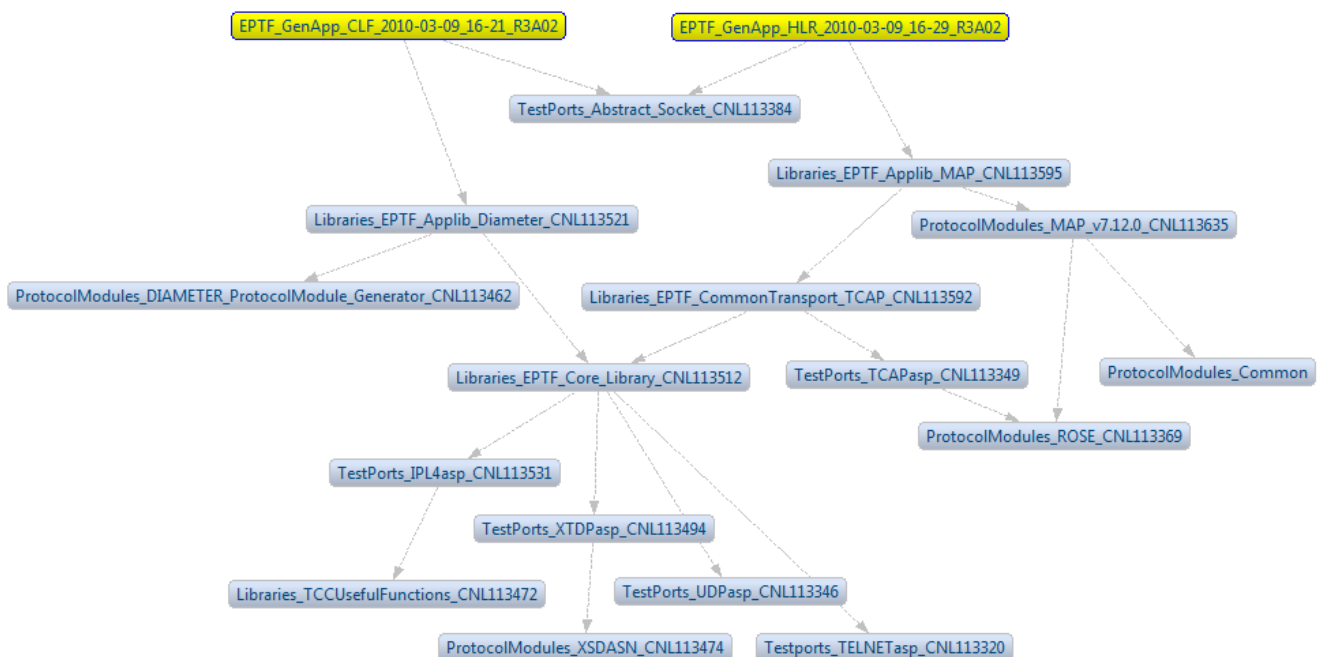 EPTF_GenApp_CLF_2010-03-09_16-21_R3A02
EPTF_GenApp_HLR_2010-03-09_16-29_R3A02
TestPorts_Abstract_Socket_CNL113384
Libraries_EPTF_Applib_MAP_CNL113595
Libraries_EPTF_Applib_Diameter_CNL113521
ProtocolModules_MAP_v7.12.0_CNL113635
ProtocolModules_DIAMETER_ProtocolModule_Generator_CNL113462
Libraries_EPTF_CommonTransport_TCAP_CNL113592
Libraries_EPTF_Core_Library_CNL113512
TestPorts_TCAPasp_CNL113349
ProtocolModules_Common
ProtocolModules_ROSE_CNL113369
TestPorts_IPL4asp_CNL113531
TestPorts_XTDPasp_CNL113494
Libraries_TCCUsefulFunctions_CNL113472
TestPorts_UDPasp_CNL113346
ProtocolModules_XSDASN_CNL113474
Testports_TELNETasp_CNL113320